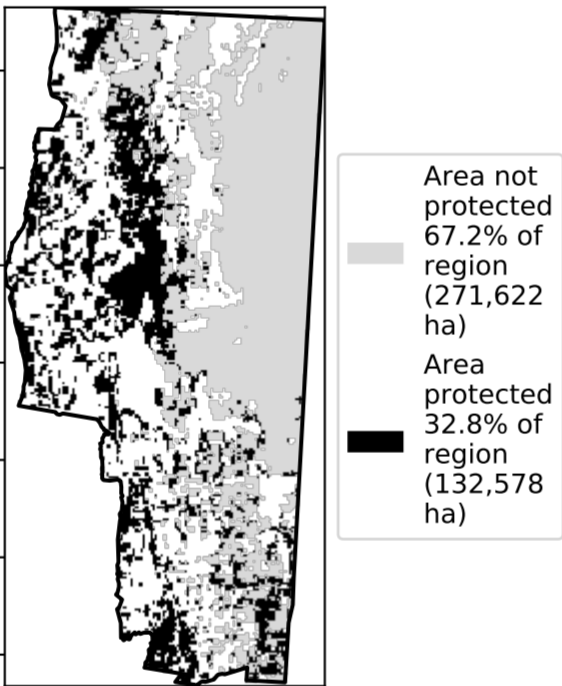 Area not
protected
67.2% of
region
(271,622
ha)
Area
protected
32.8% of
region
(132,578
ha)